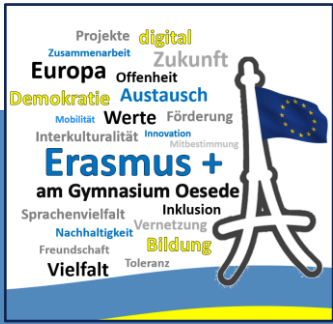 Projekte digital
Zusammenarbeit Zukunft
Europa Offenheit
Demokratie Austausch
Mobilität Werte Förderung
Interkulturalität Innovation
Mitbestimmung
Erasmus +
am Gymnasium Oesede
Sprachenvielfalt Inklusion
Nachhaltigkeit Vernetzung
Freundschaft Bildung
Vielfalt Toleranz